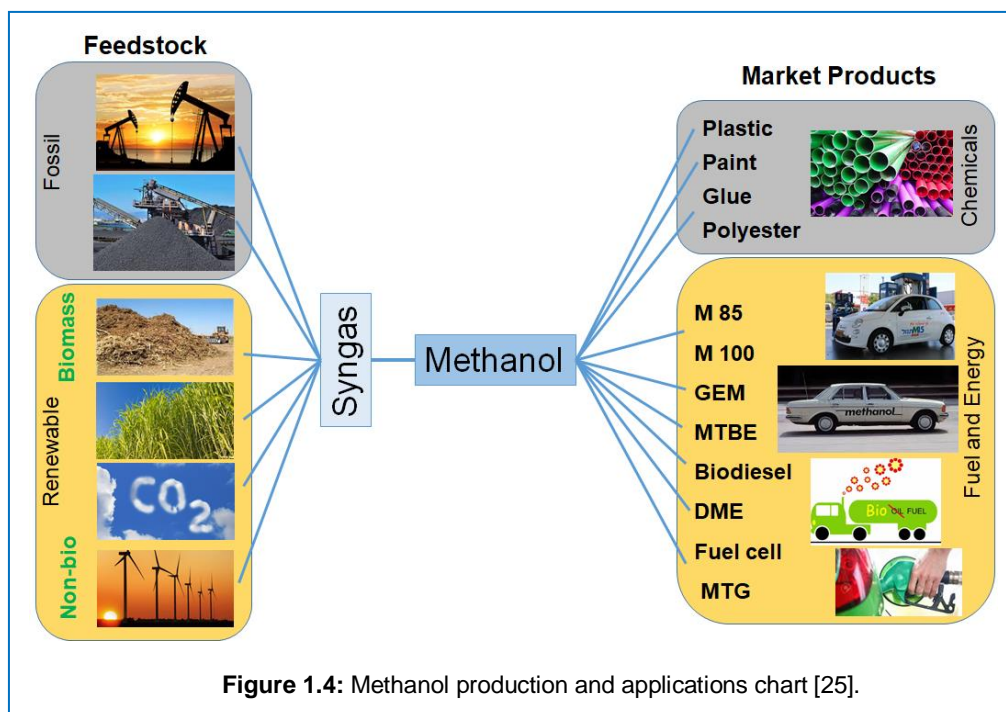 Feedstock
Fossil
Biomass
Renewable
CO2
Non-bio
Syngas
Methanol
Market Products
Plastic
Paint
Glue
Polyester
Chemicals
M 85
M 100
GEM
MTBE
Biodiesel
DME
Fuel cell
MTG
Fuel and Energy
M85
methanol
Bio OIL FUEL
Figure 1.4: Methanol production and applications chart [25].